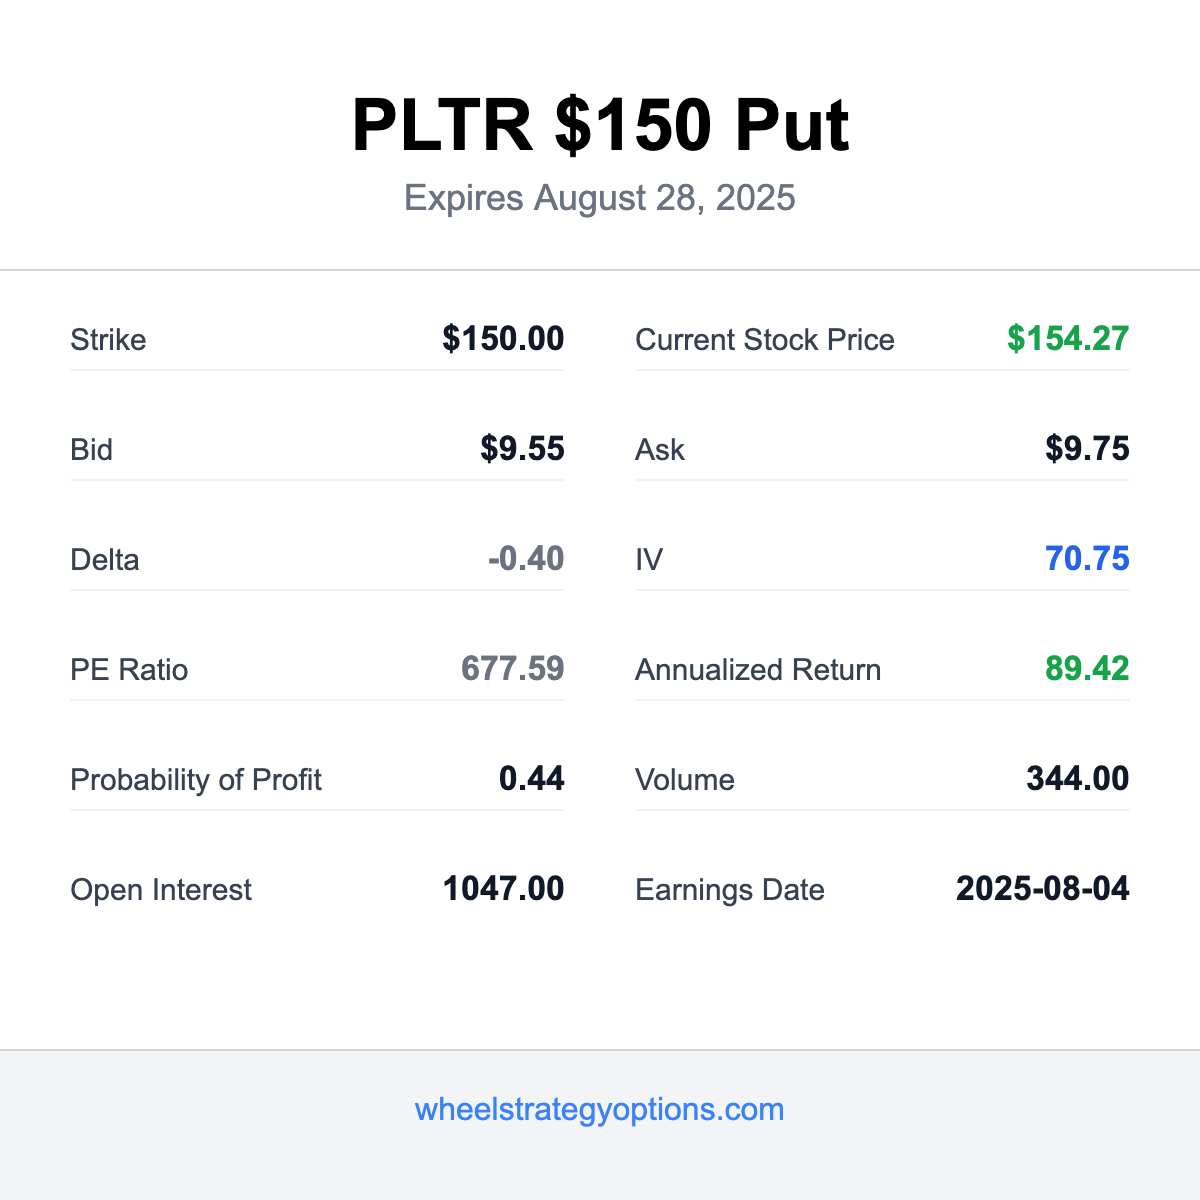 PLTR $150 Put
Expires August 28, 2025
Strike $150.00 Current Stock Price $154.27
Bid $9.55 Ask $9.75
Delta -0.40 IV 70.75
PE Ratio 677.59 Annualized Return 89.42
Probability of Profit 0.44 Volume 344.00
Open Interest 1047.00 Earnings Date 2025-08-04
wheelstrategyoptions.com